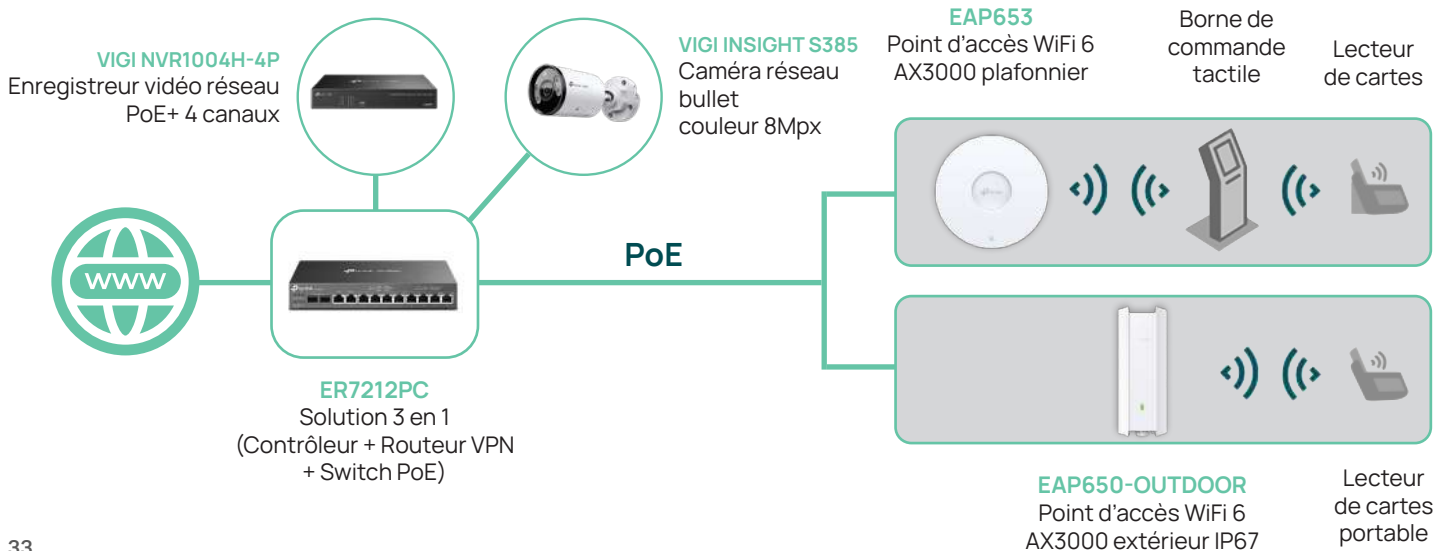 VIGI NVR1004H-4P
Enregistreur vidéo réseau
PoE+ 4 canaux
VIGI INSIGHT S385
Caméra réseau
bullet
couleur 8Mpx
EAP653
Point d’accès WiFi 6
AX3000 plafonnier
Borne de
commande
tactile
Lecteur
de cartes
www
PoE
ER7212PC
Solution 3 en 1
(Contrôleur + Routeur VPN
+ Switch PoE)
EAP650-OUTDOOR
Point d’accès WiFi 6
AX3000 extérieur IP67
Lecteur
de cartes
portable
33